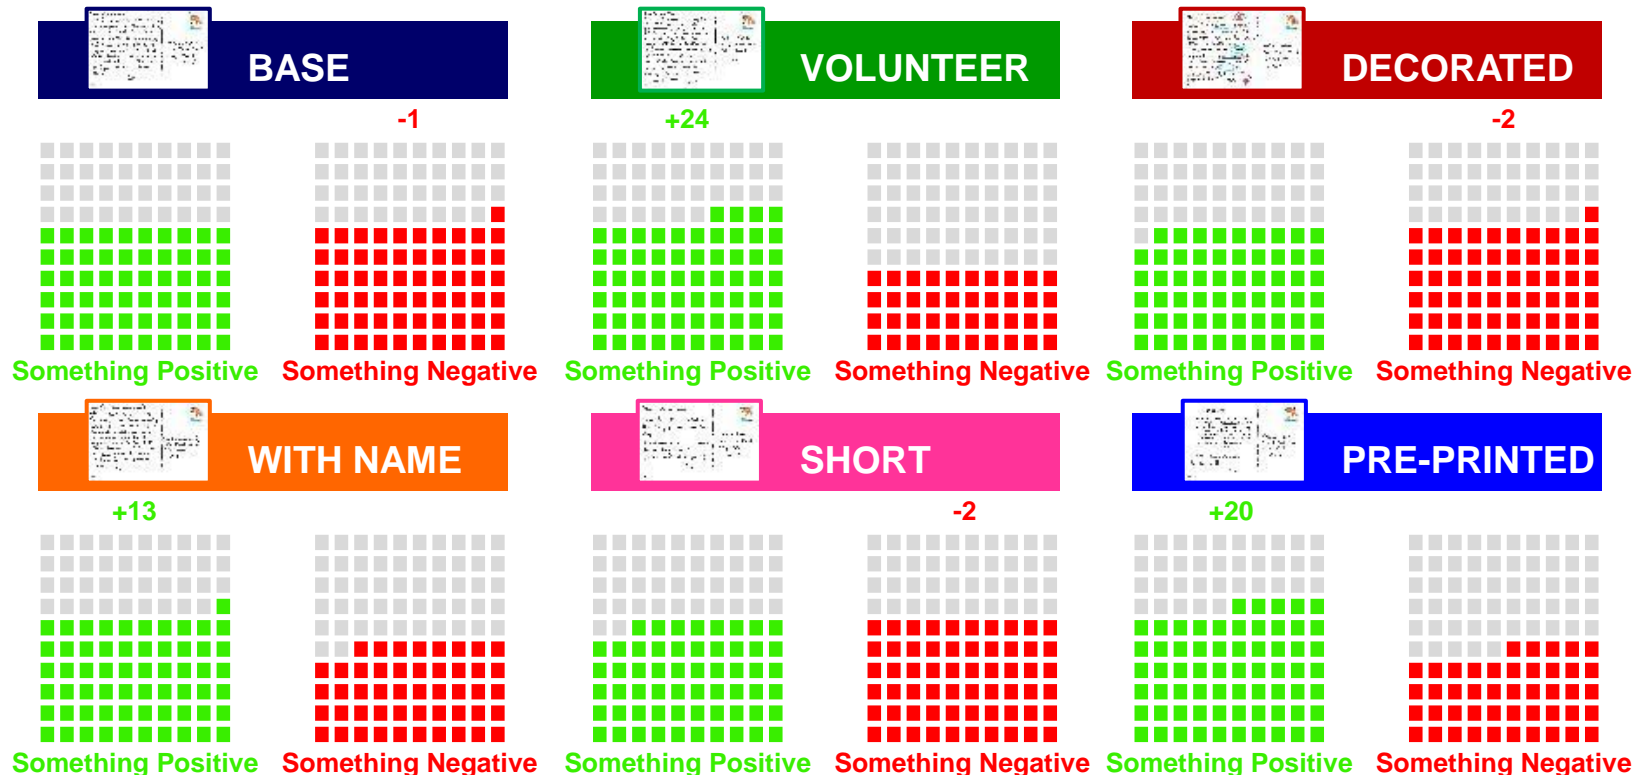 BASE
VOLUNTEER
DECORATED
-1
+24
-2
Something Positive Something Negative Something Positive Something Negative Something Positive Something Negative
WITH NAME
SHORT
PRE-PRINTED
+13
-2
+20
Something Positive Something Negative Something Positive Something Negative Something Positive Something Negative